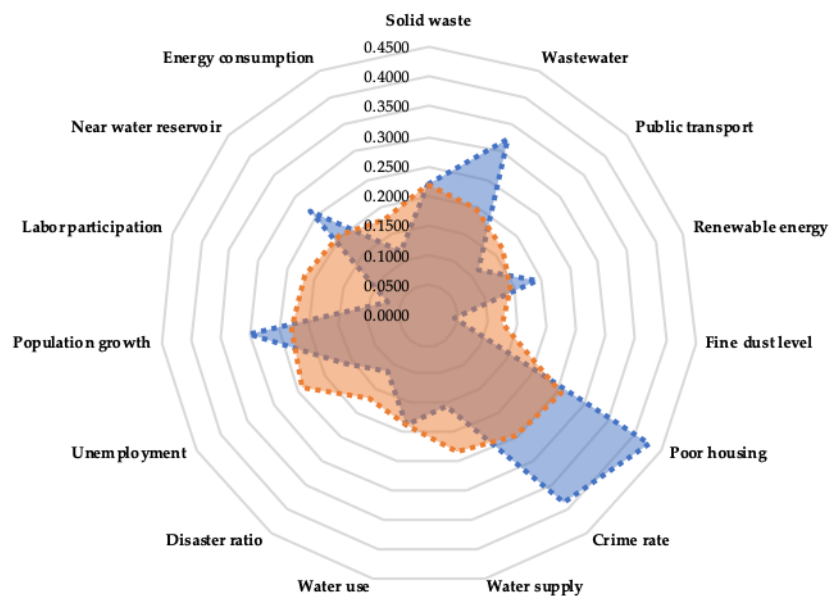 Solid waste
Wastewater
Public transport
Renewable energy
Fine dust level
Poor housing
Crime rate
Water supply
Water use
Disaster ratio
Unemployment
Population growth
Labor participation
Near water reservoir
Energy consumption
0.4500
0.4000
0.3500
0.3000
0.2500
0.2000
0.1500
0.1000
0.0500
0.0000